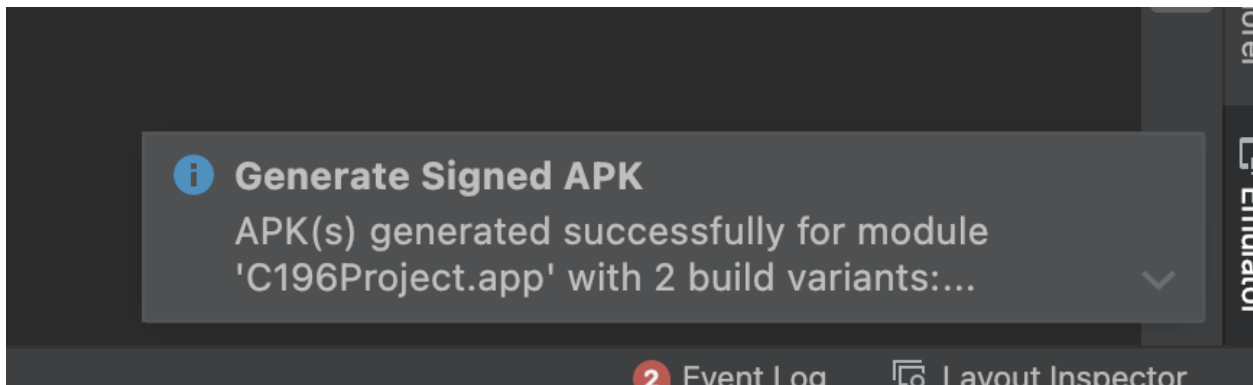 Generate Signed APK
APK(s) generated successfully for module
'C196Project.app' with 2 build variants:...
Emulator
2 Event Log Layout Inspector